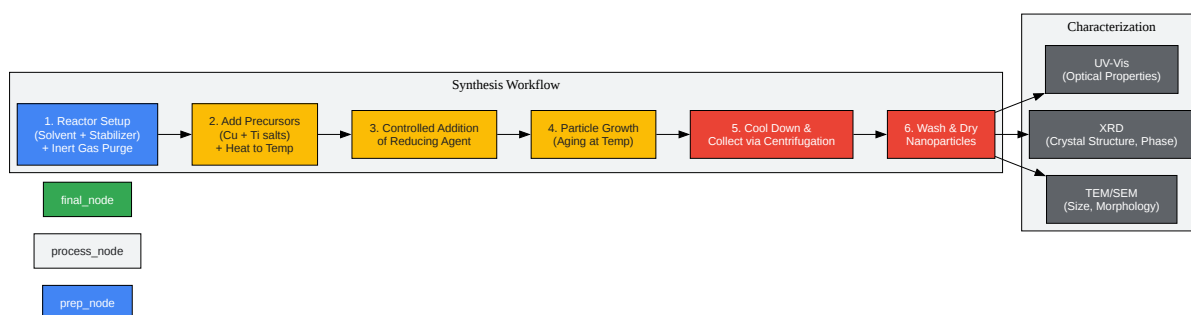 Characterization
UV-Vis
(Optical Properties)
Synthesis Workflow
1. Reactor Setup
(Solvent + Stabilizer)
+ Inert Gas Purge
2. Add Precursors
(Cu + Ti salts)
+ Heat to Temp
3. Controlled Addition
of Reducing Agent
4. Particle Growth
(Aging at Temp)
5. Cool Down &
Collect via Centrifugation
6. Wash & Dry
Nanoparticles
XRD
(Crystal Structure, Phase)
TEM/SEM
(Size, Morphology)
final_node
process_node
prep_node